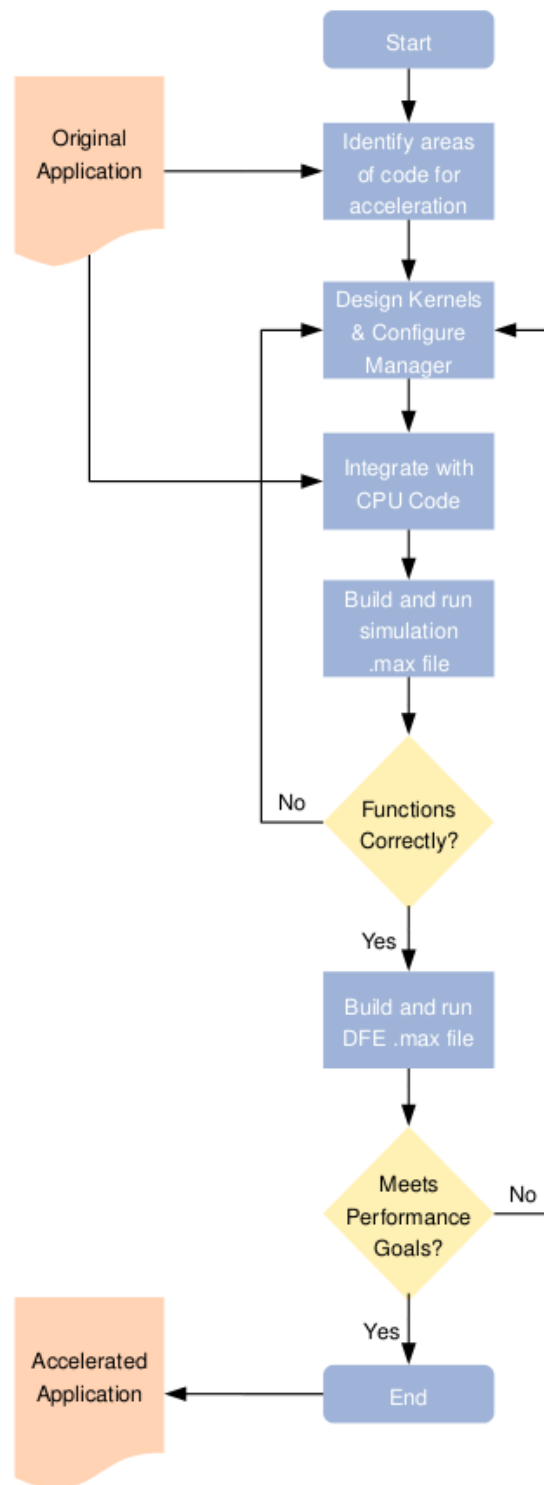 Start
Original
Application
Identify areas
of code for
acceleration
Design Kernels
& Configure
Manager
Integrate with
CPU Code
Build and run
simulation
.max file
No
Functions
Correctly?
Yes
Build and run
DFE .max file
Meets
Performance
Goals?
No
Yes
Accelerated
Application
End